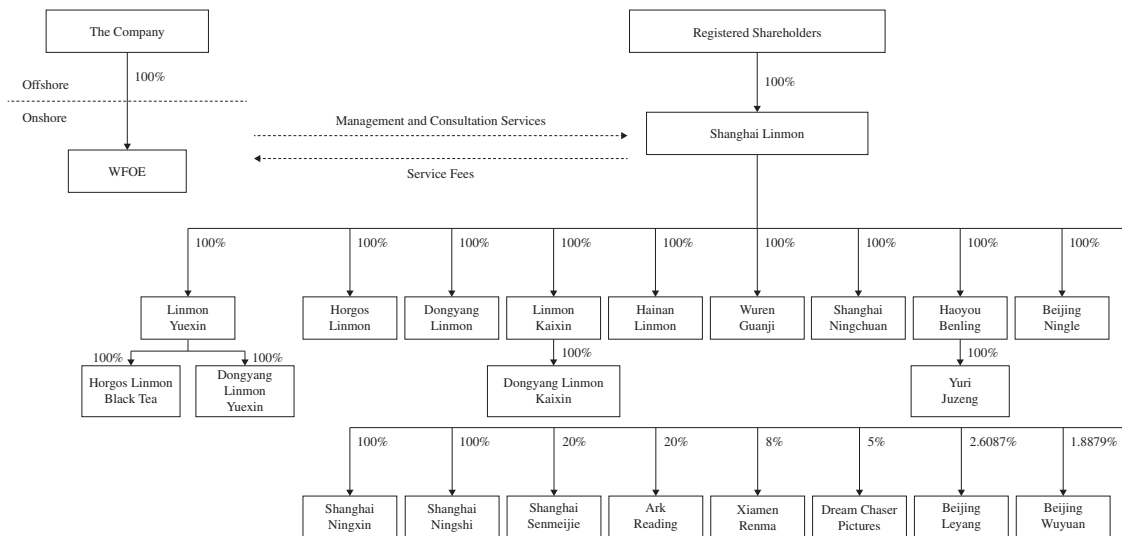 The Company
Registered Shareholders
100%
100%
Offshore
Onshore
Management and Consultation Services
Shanghai Linmon
WFOE
Service Fees
100%
100%
100%
100%
100%
100%
100%
100%
100%
Linmon
Yuexin
Horgos
Linmon
Dongyang
Linmon
Linmon
Kaixin
Hainan
Linmon
Wuren
Guanji
Shanghai
Ningchuan
Haoyou
Benling
Beijing
Ningle
100%
100%
100%
100%
Horgos Linmon
Black Tea
Dongyang
Linmon
Yuexin
Dongyang Linmon
Kaixin
Yuri
Juzeng
100%
100%
20%
20%
8%
5%
2.6087%
1.8879%
Shanghai
Ningxin
Shanghai
Ningshi
Shanghai
Senmeijie
Ark
Reading
Xiamen
Renma
Dream Chaser
Pictures
Beijing
Leyang
Beijing
Wuyuan